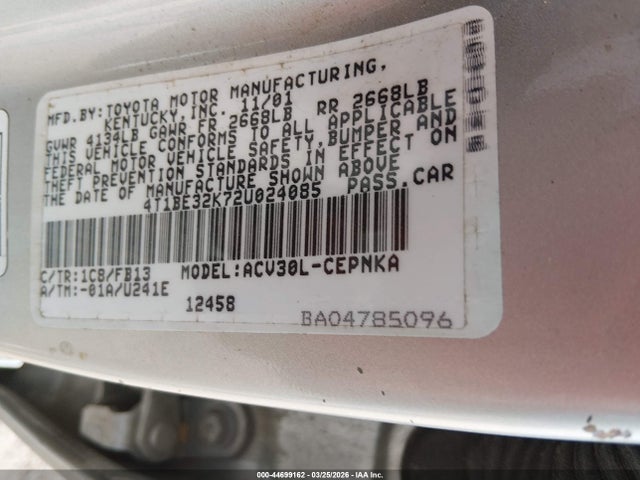 MFD.BY:TOYOTA MOTOR MANUFACTURING,
KENTUCKY, INC. 11/01
GVWR 4134LB GAWR FR 2668LB RR 2668LB
THIS VEHICLE CONFORMS TO ALL APPLICABLE
FEDERAL MOTOR VEHICLE SAFETY, BUMPER, AND
THEFT PREVENTION STANDARDS IN EFFECT ON
THE DATE OF MANUFACTURE SHOWN ABOVE
4T1BE32K72U024085 PASS.CAR
C/TR:1C8/FB13 MODEL:ACV30L-CEPNKA
A/TM:-01A/U241E
12458
BA04785096
000-44699162 - 03/25/2026 - IAAI.COM